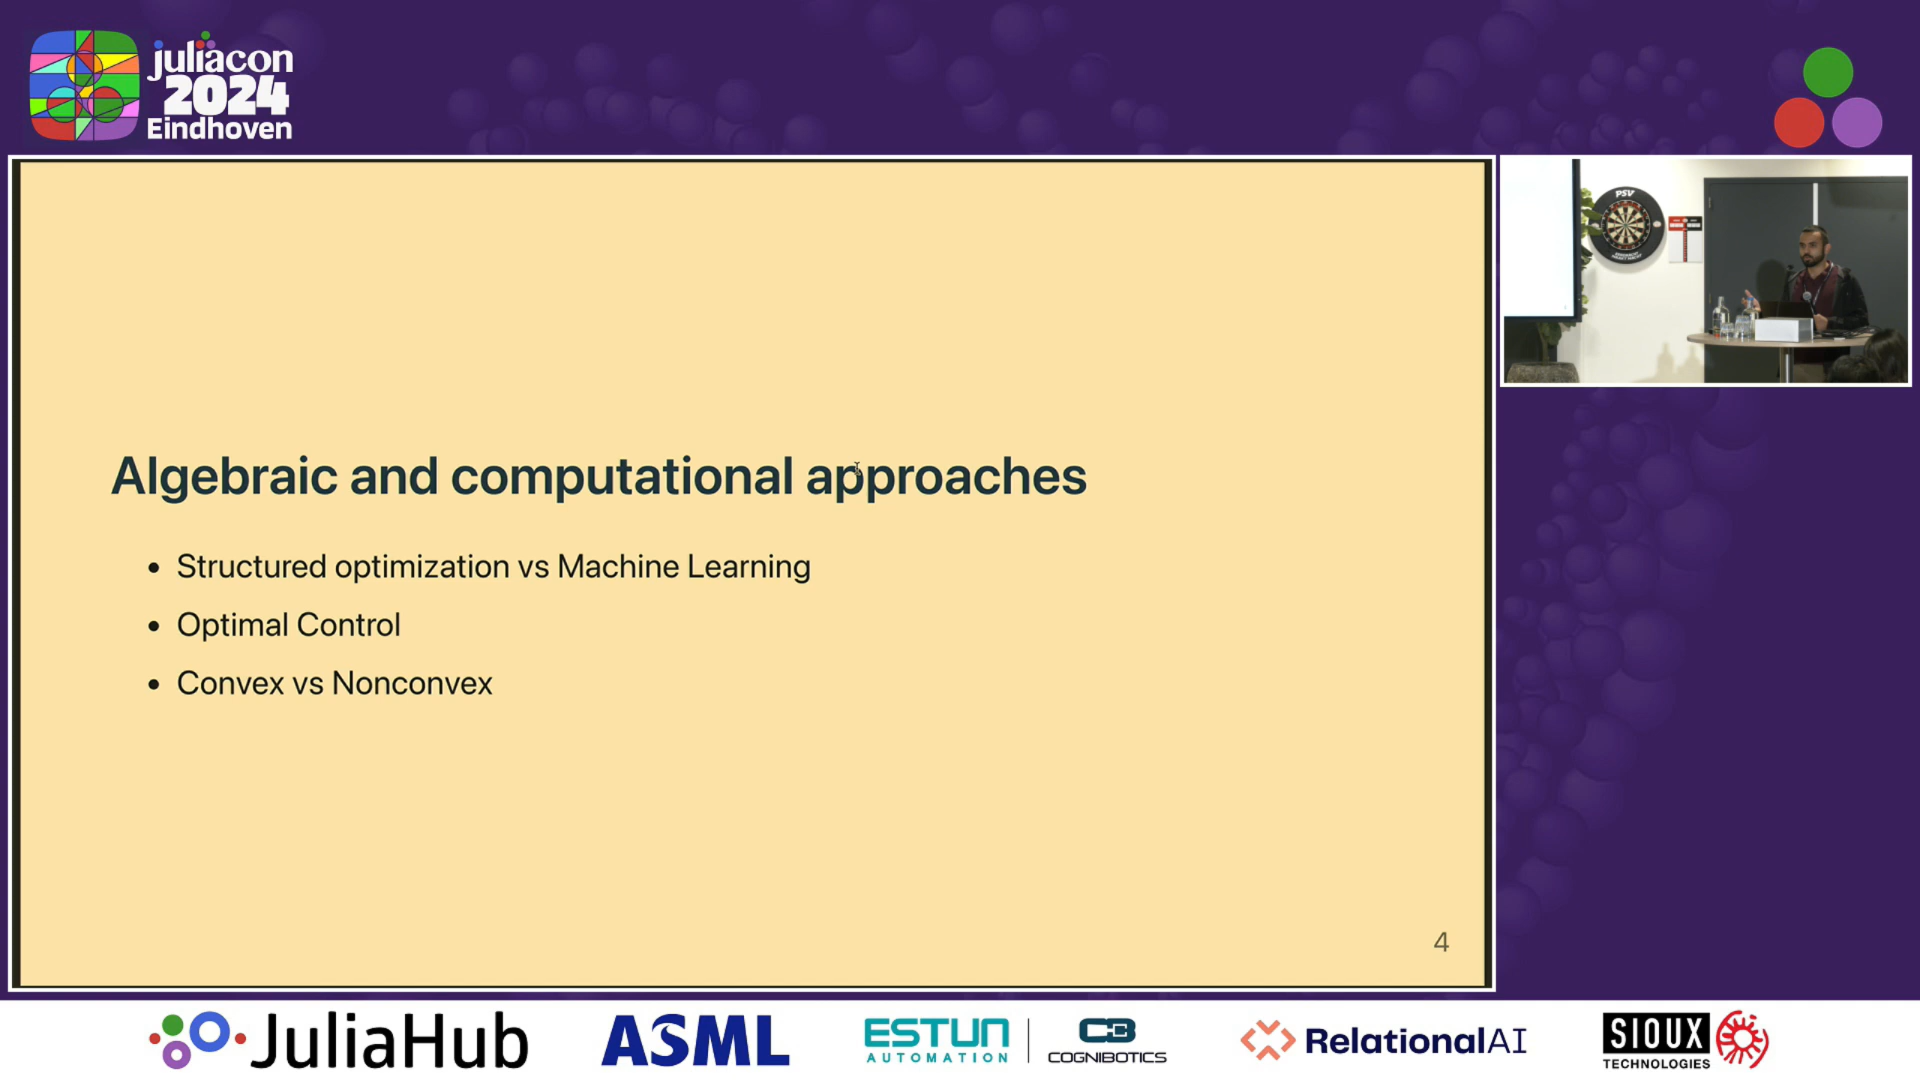 juliacon
2024
Eindhoven
PSV
Algebraic and computational approaches
• Structured optimization vs Machine Learning
• Optimal Control
• Convex vs Nonconvex
4
JuliaHub
ASML
ESTUN
AUTOMATION
COGNIBOTICS
RelationalAI
SIOUX
TECHNOLOGIES